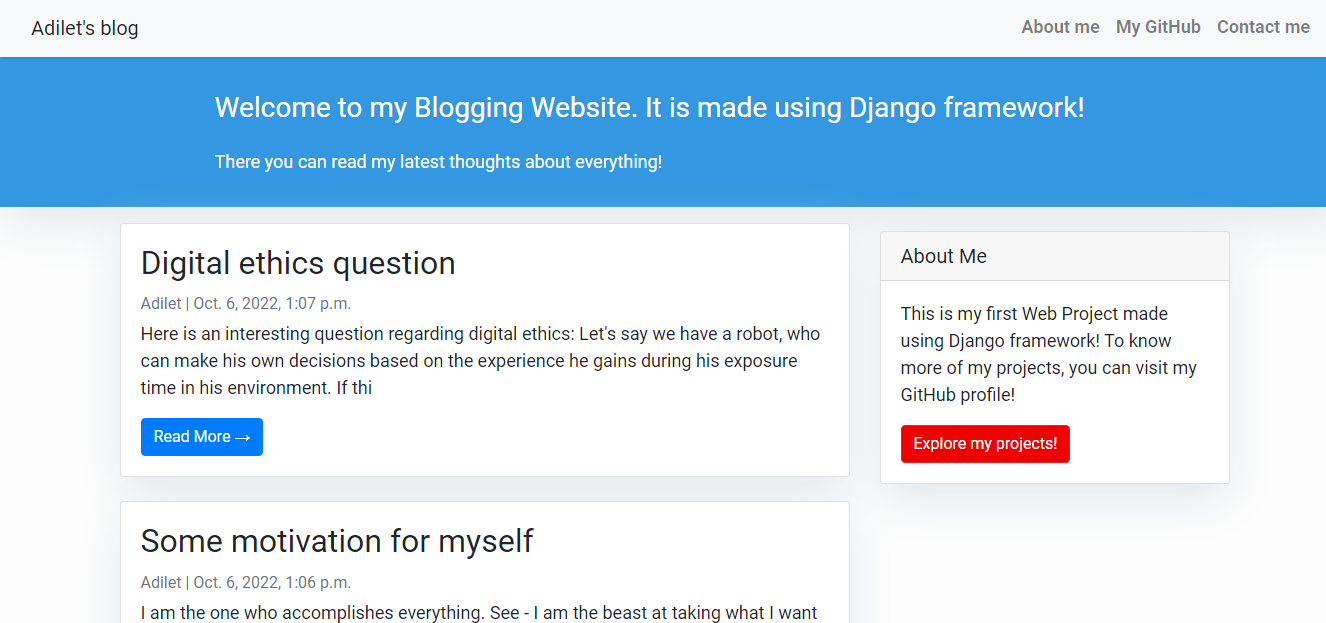 Adilet's blog
About me My GitHub Contact me
Welcome to my Blogging Website. It is made using Django framework!
There you can read my latest thoughts about everything!
Digital ethics question
Adilet | Oct. 6, 2022, 1:07 p.m.
Here is an interesting question regarding digital ethics: Let's say we have a robot, who
can make his own decisions based on the experience he gains during his exposure
time in his environment. If thi
Read More →
About Me
This is my first Web Project made
using Django framework! To know
more of my projects, you can visit my
GitHub profile!
Explore my projects!
Some motivation for myself
Adilet | Oct. 6, 2022, 1:06 p.m.
I am the one who accomplishes everything. See - I am the beast at taking what I want